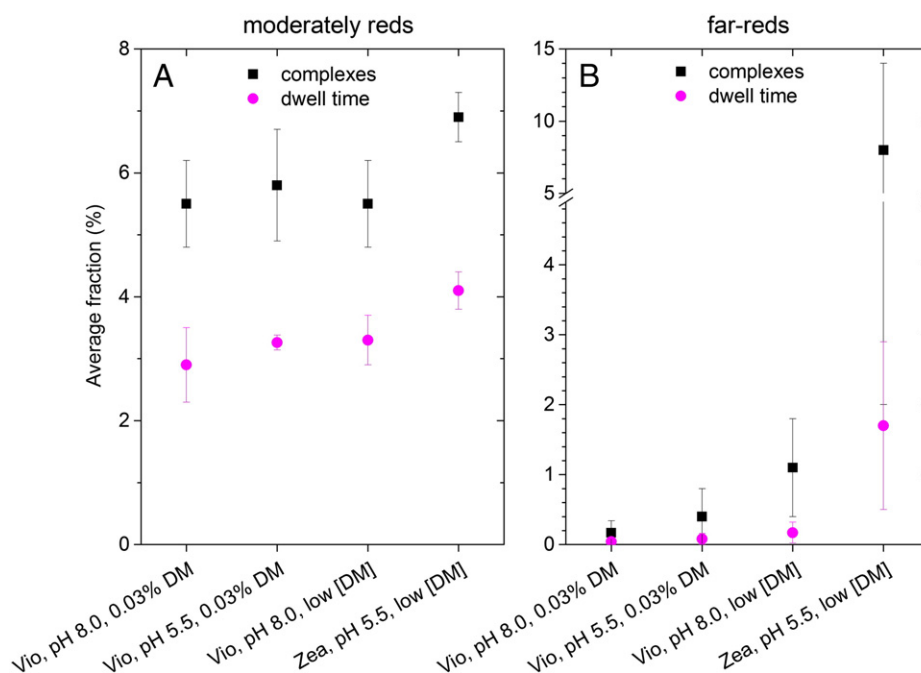 moderately reds
far-reds
A
complexes
dwell time
B
complexes
dwell time
Average fraction (%)
8
6
4
2
0
15
10
5
4
3
2
1
0
Vio, pH 8.0, 0.03% DM
Vio, pH 5.5, 0.03% DM
Vio, pH 8.0, low [DM]
Zea, pH 5.5, low [DM]
Vio, pH 8.0, 0.03% DM
Vio, pH 5.5, 0.03% DM
Vio, pH 8.0, low [DM]
Zea, pH 5.5, low [DM]